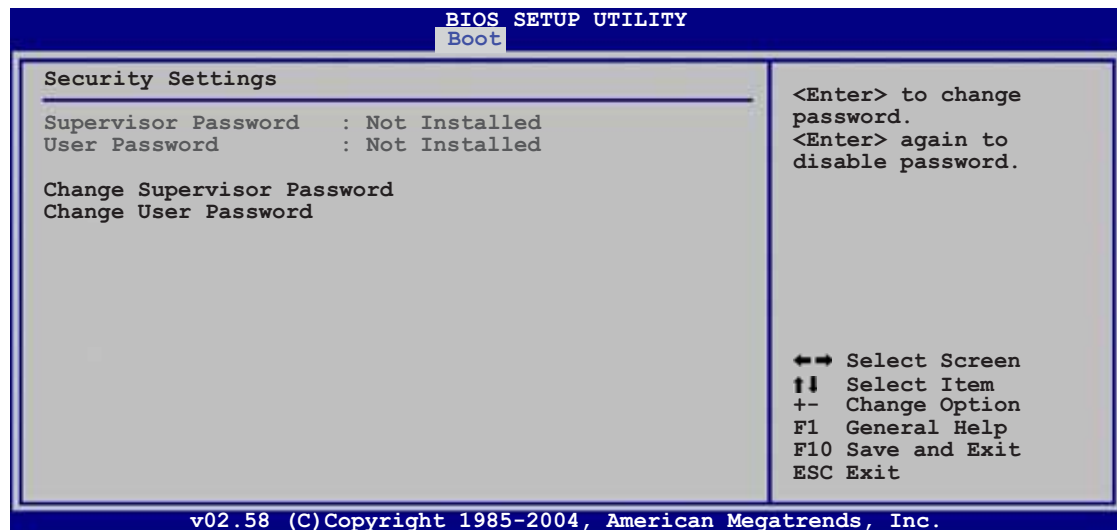 BIOS SETUP UTILITY
Boot
Security Settings
Supervisor Password : Not Installed
User Password : Not Installed
Change Supervisor Password
Change User Password
<Enter> to change
password.
<Enter> again to
disable password.
←→ Select Screen
↑↓ Select Item
+- Change Option
F1 General Help
F10 Save and Exit
ESC Exit
v02.58 (C)Copyright 1985-2004, American Megatrends, Inc.